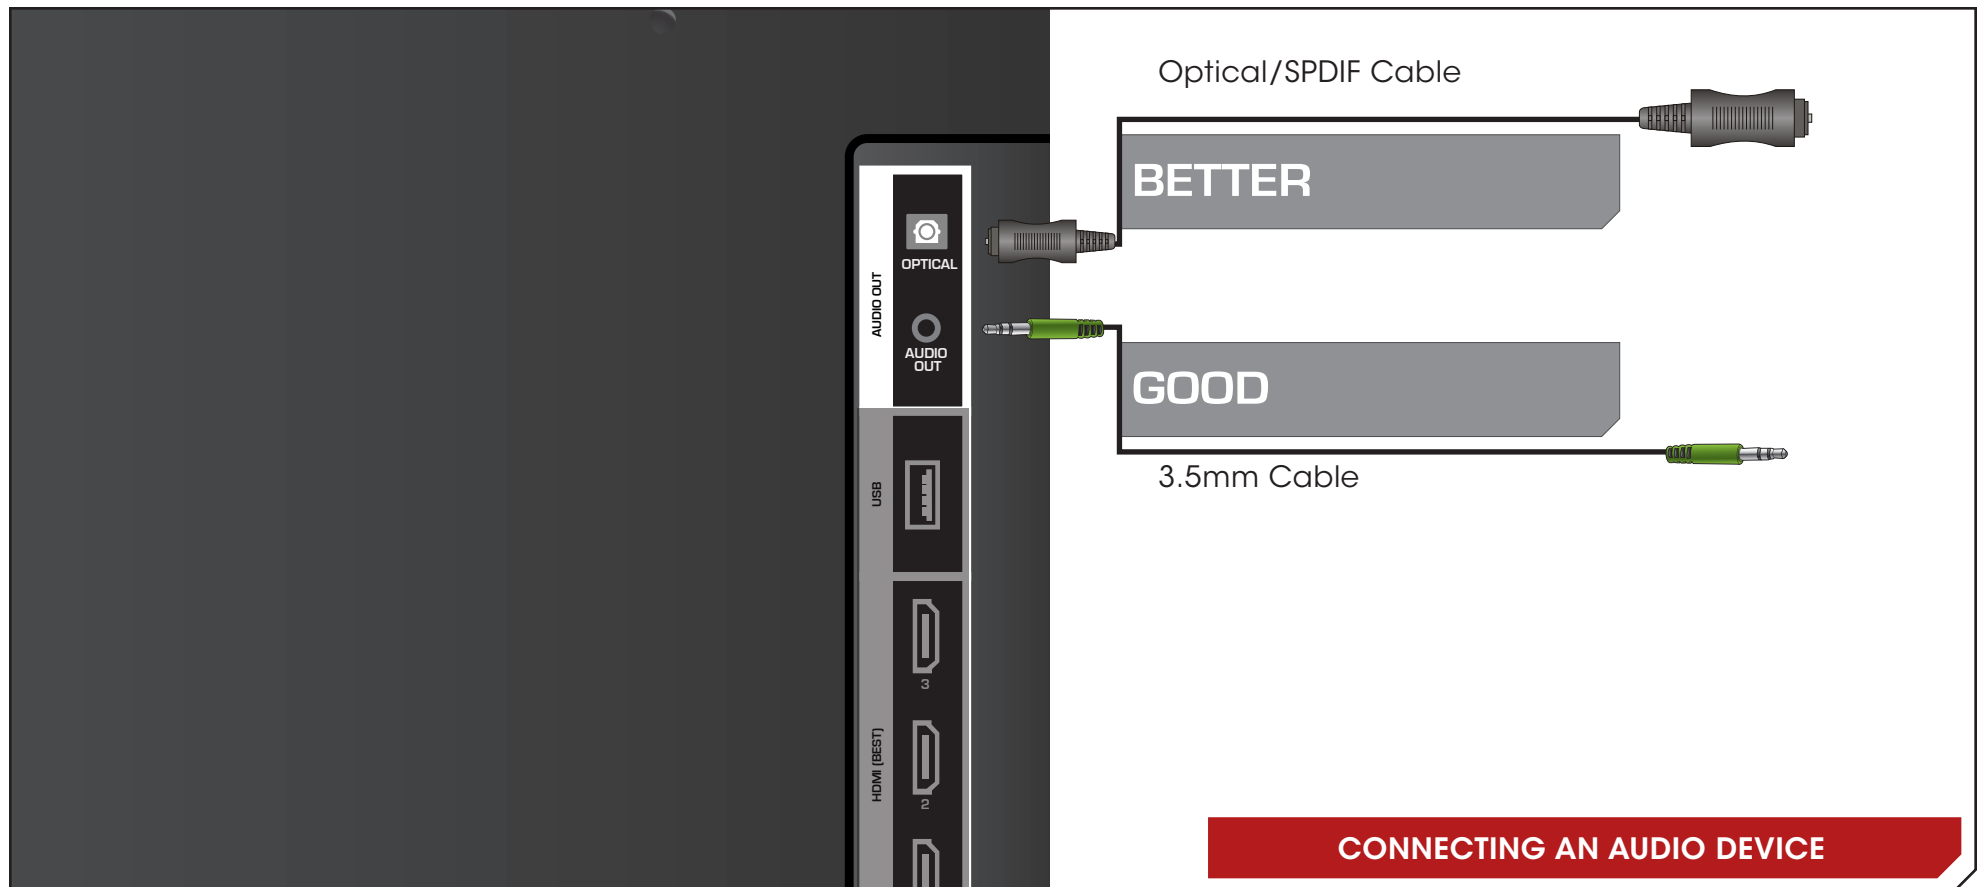 Optical/SPDIF Cable
BETTER
OPTICAL
AUDIO OUT
AUDIO
OUT
GOOD
3.5mm Cable
USB
3
HDMI (BEST)
2
CONNECTING AN AUDIO DEVICE